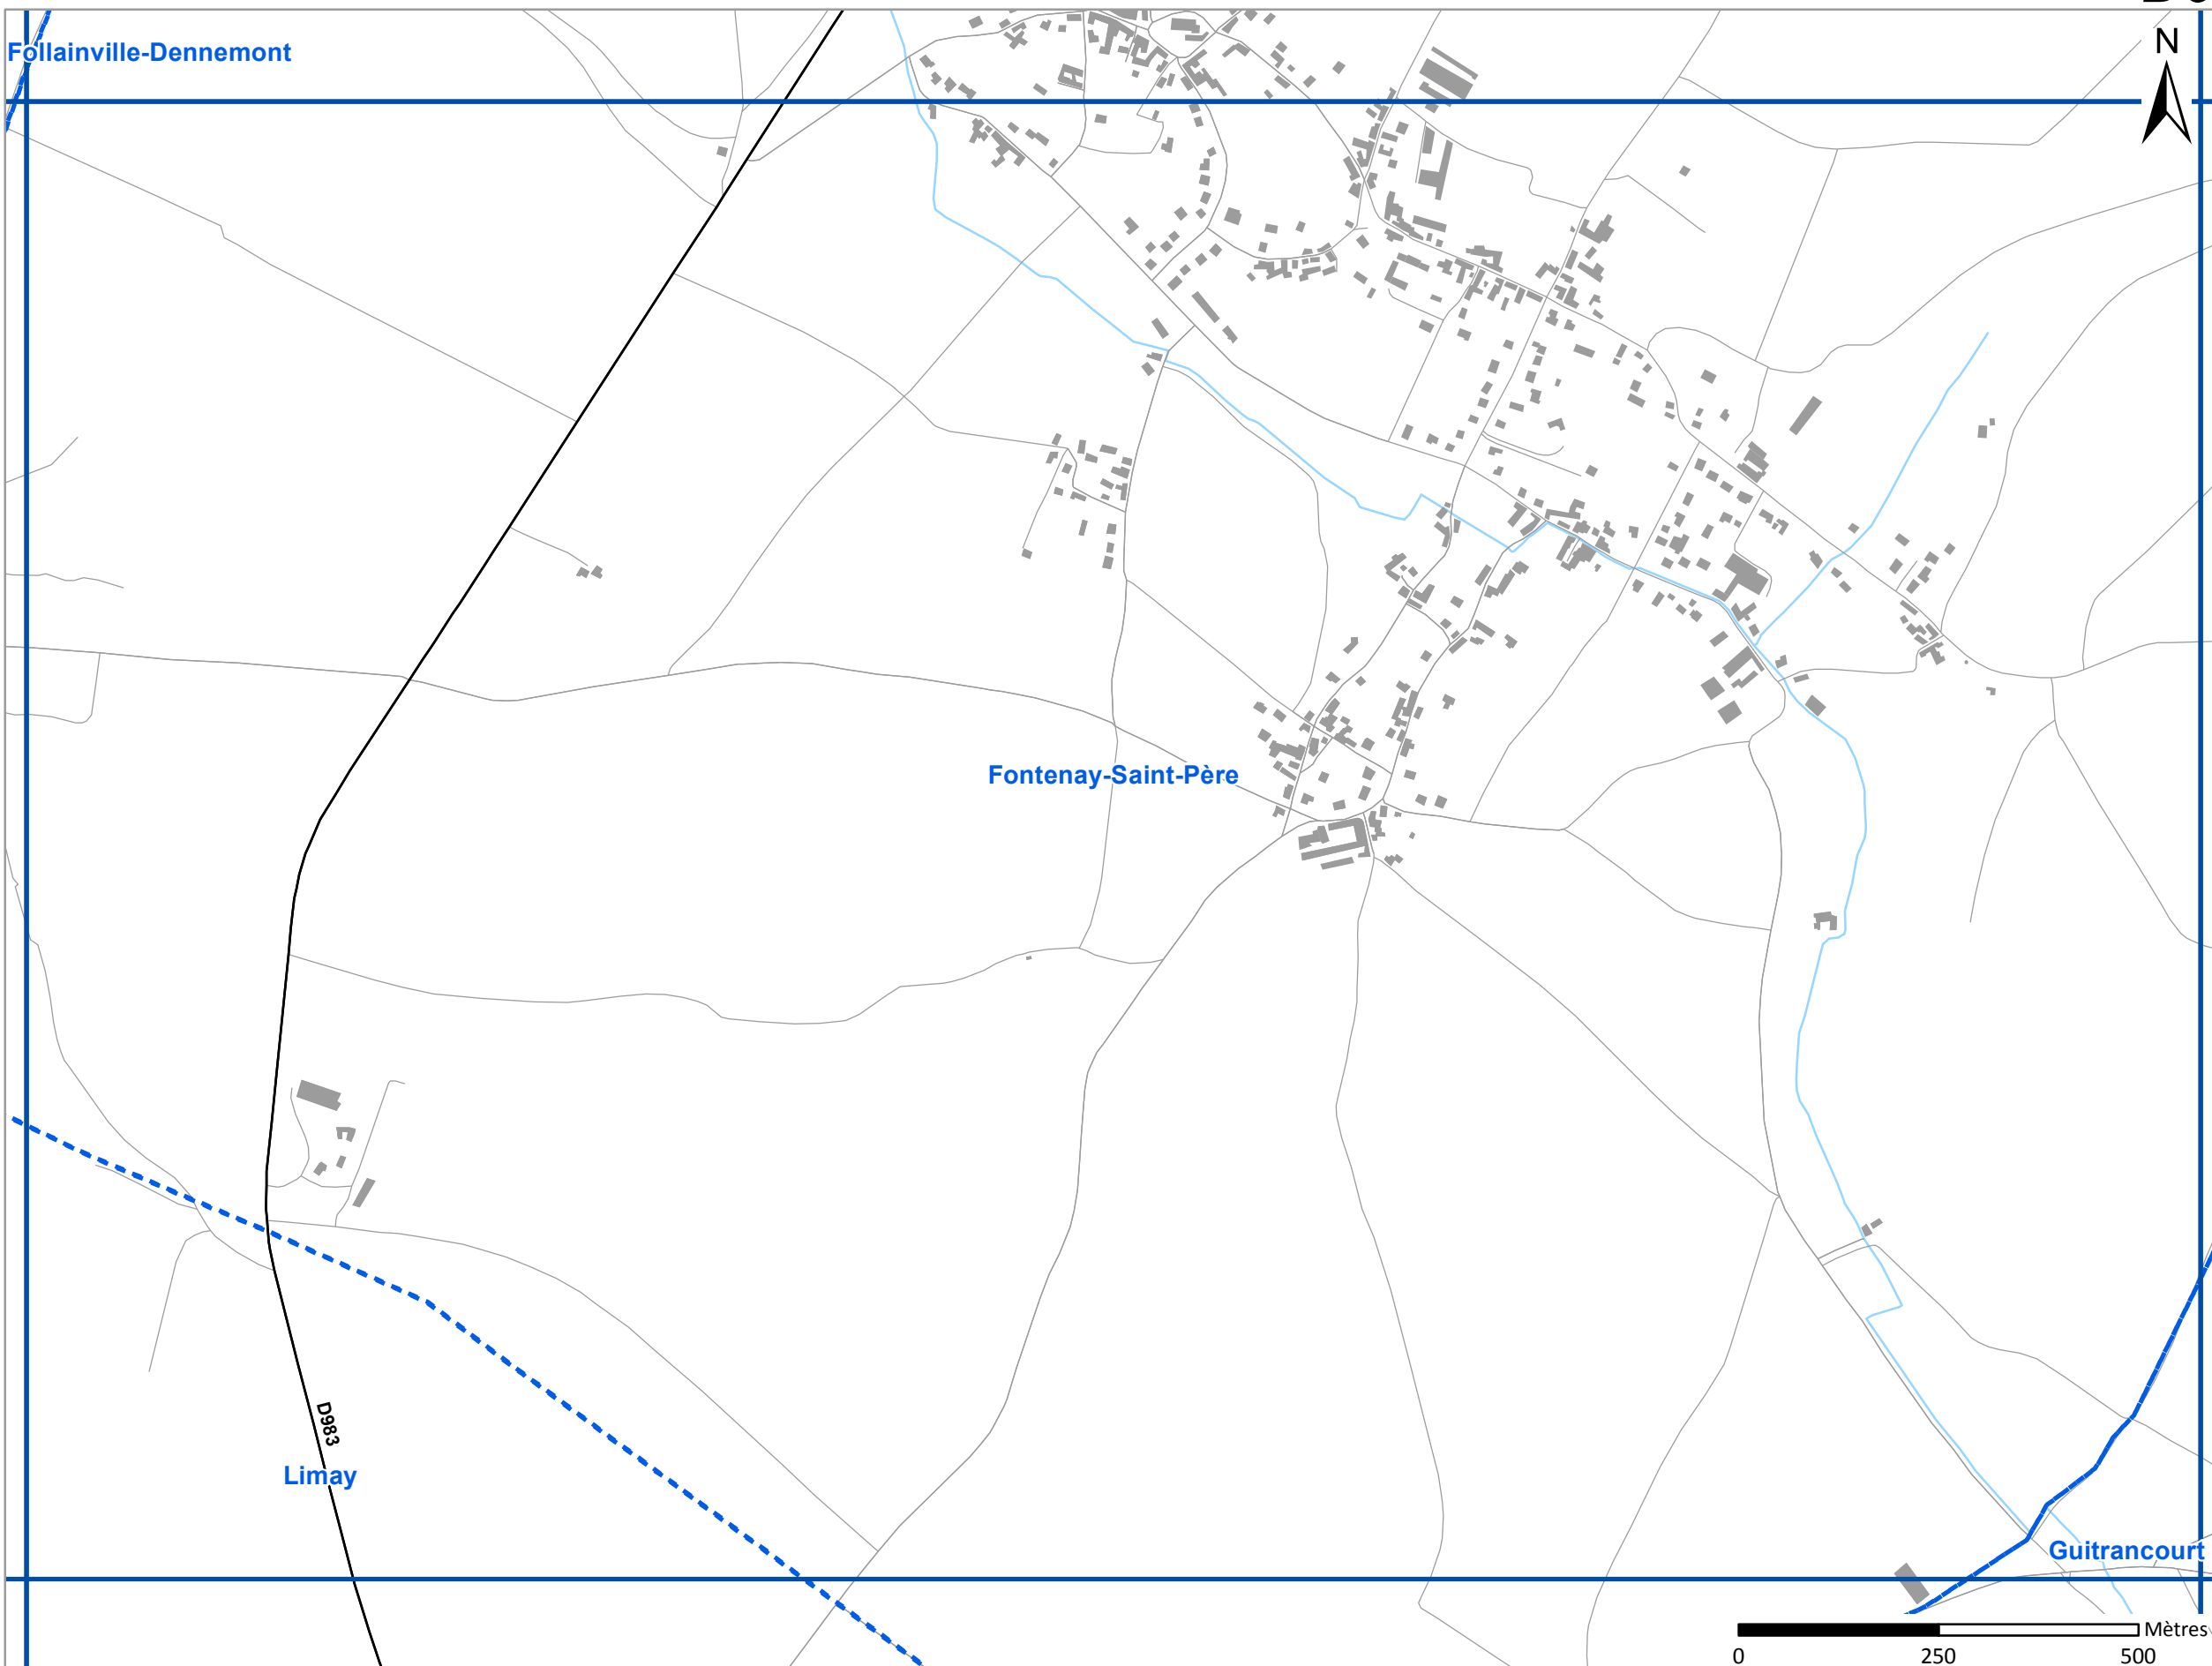 Follainville-Dennemont
N
Fontenay-Saint-Père
D983
Limay
Guitrancourt
Mètres
0 250 500